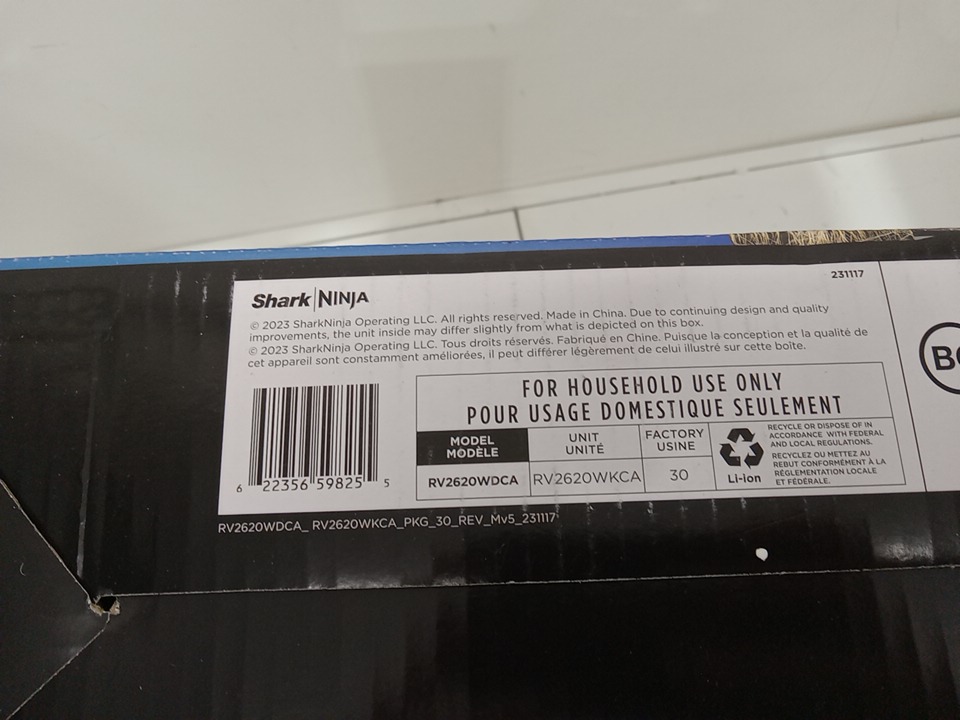 231117
Shark | NINJA
© 2023 SharkNinja Operating LLC. All rights reserved. Made in China. Due to continuing design and quality
improvements, the unit inside may differ slightly from what is depicted on this box.
© 2023 SharkNinja Operating LLC. Tous droits réservés. Fabriqué en Chine. Puisque la conception et la qualité de
cet appareil sont constamment améliorées, il peut différer légèrement de celui illustré sur cette boîte.
FOR HOUSEHOLD USE ONLY
POUR USAGE DOMESTIQUE SEULEMENT
MODEL
MODÈLE
UNIT
UNITÉ
FACTORY
USINE
RV2620WDCA
RV2620WKCA
30
Li-ion
RECYCLE OR DISPOSE OF IN
ACCORDANCE WITH FEDERAL
AND LOCAL REGULATIONS.
RECYCLEZ OU METTEZ AU
REBUT CONFORMÉMENT À LA
RÉGLEMENTATION LOCALE
ET FÉDÉRALE.
6 22356 59825 5
RV2620WDCA_ RV2620WKCA_PKG_30_REV_Mv5_231117